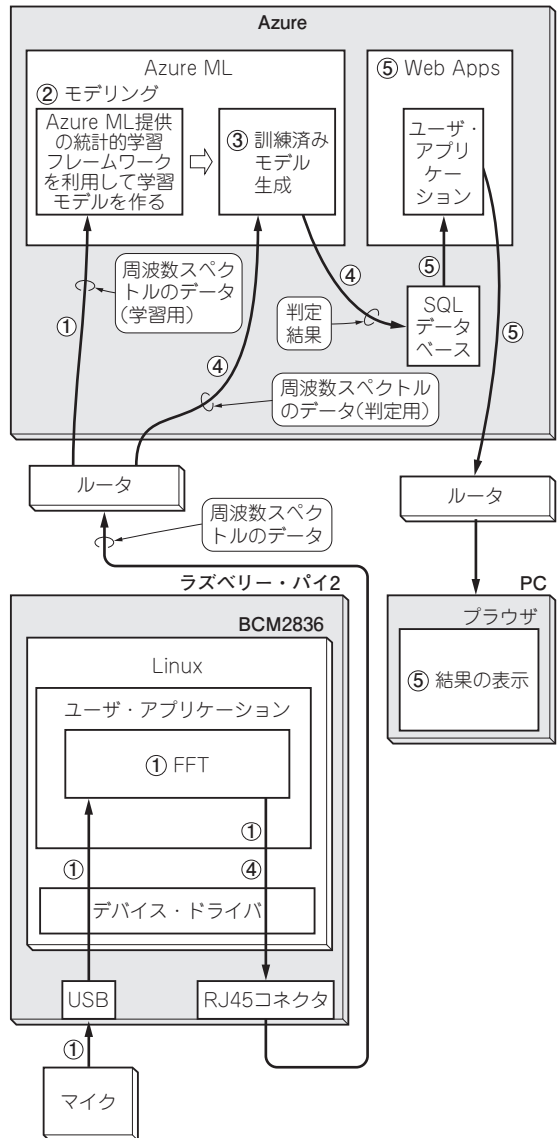 Azure
Azure ML
② モデリング
Azure ML提供
の統計的学習
フレームワーク
を利用して学習
モデルを作る
③ 訓練済み
モデル
生成
⑤ Web Apps
ユーザ・
アプリ
ケー
ション
周波数スペク
トルのデータ
(学習用)
①
④
④
判定
結果
⑤
SQL
データ
ベース
⑤
周波数スペクトル
のデータ(判定用)
ルータ
ルータ
周波数スペク
トルのデータ
ラズベリー・パイ2
BCM2836
Linux
ユーザ・アプリケーション
① FFT
①
①
④
デバイス・ドライバ
USB
RJ45コネクタ
①
マイク
PC
ブラウザ
⑤ 結果の表示